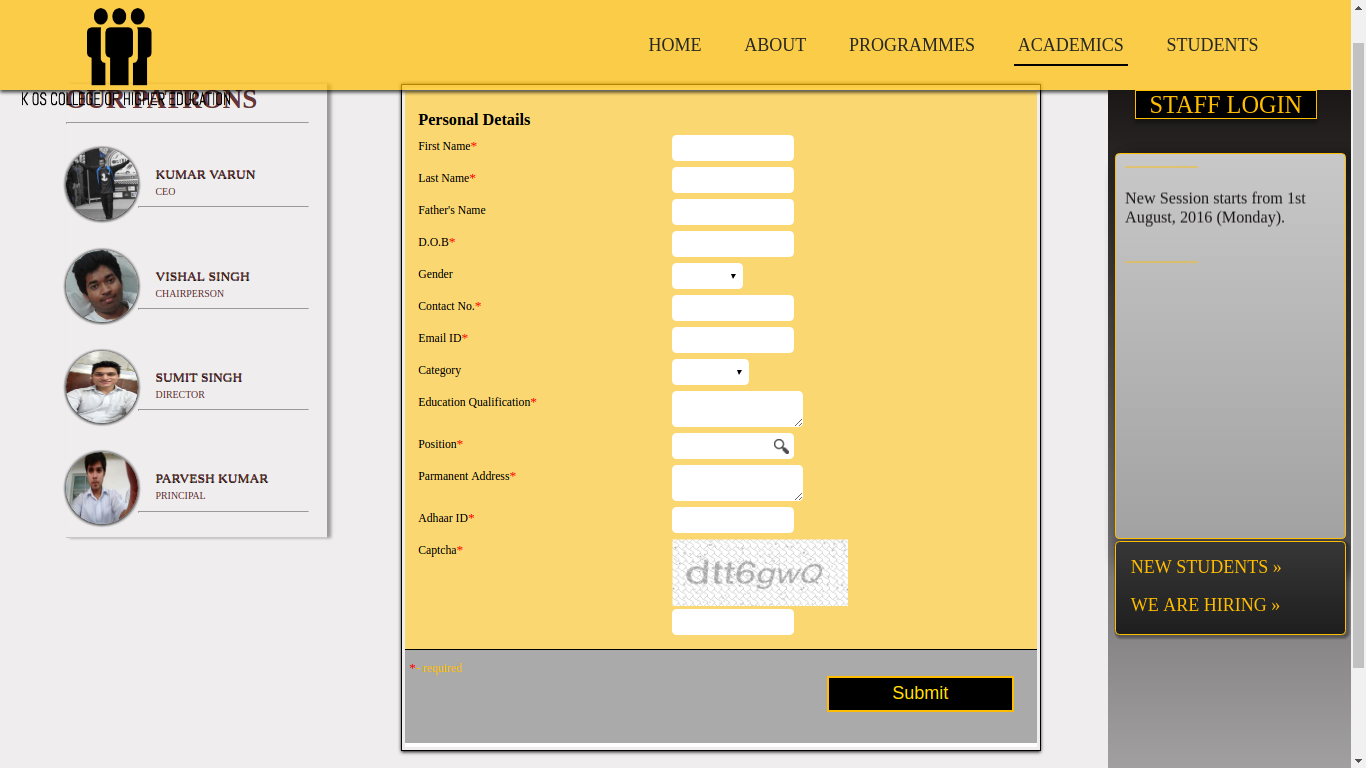 HOME
ABOUT
PROGRAMMES
ACADEMICS
STUDENTS
K OS COLLEGE OF HIGHER EDUCATION
OUR PATRONS
KUMAR VARUN
CEO
VISHAL SINGH
CHAIRPERSON
SUMIT SINGH
DIRECTOR
PARVESH KUMAR
PRINCIPAL
Personal Details
First Name*
Last Name*
Father's Name
D.O.B*
Gender
Contact No.*
Email ID*
Category
Education Qualification*
Position*
Parmanent Address*
Adhaar ID*
Captcha*
dtt6gwQ
*- required
Submit
STAFF LOGIN
New Session starts from 1st
August, 2016 (Monday).
NEW STUDENTS »
WE ARE HIRING »